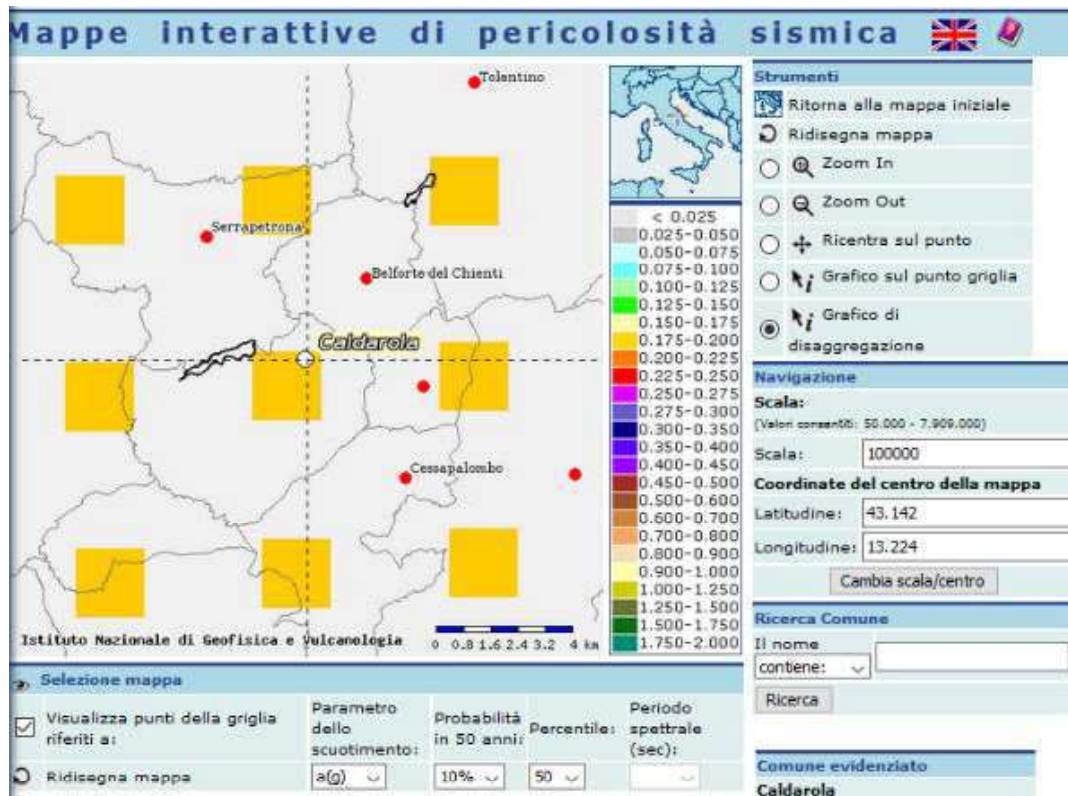 Mappe interattive di pericolosità sismica
Tolentino
Serrapetrona
Belforte del Chienti
Caldarola
Cessapalombo
Istituto Nazionale di Geofisica e Vulcanologia
0 0.8 1.6 2.4 3.2 4 km
< 0.025
0.025-0.050
0.050-0.075
0.075-0.100
0.100-0.125
0.125-0.150
0.150-0.175
0.175-0.200
0.200-0.225
0.225-0.250
0.250-0.275
0.275-0.300
0.300-0.350
0.350-0.400
0.400-0.450
0.450-0.500
0.500-0.600
0.600-0.700
0.700-0.800
0.800-0.900
0.900-1.000
1.000-1.250
1.250-1.500
1.500-1.750
1.750-2.000
Strumenti
Ritorna alla mappa iniziale
Ridisegna mappa
Zoom In
Zoom Out
Ricentra sul punto
Grafico sul punto griglia
Grafico di
disaggregazione
Navigazione
Scala:
(Valori consentiti: 50.000 - 7.909.000)
Scala: 100000
Coordinate del centro della mappa
Latitudine: 43.142
Longitudine: 13.224
Cambia scala/centro
Ricerca Comune
Il nome
contiene:
Ricerca
Comune evidenziato
Caldarola
Selezione mappa
Visualizza punti della griglia
riferiti a:
Parametro
dello
scuotimento:
Probabilità
in 50 anni:
Percentile:
Periodo
spettrale
(sec):
Ridisegna mappa
a(g)
10%
50